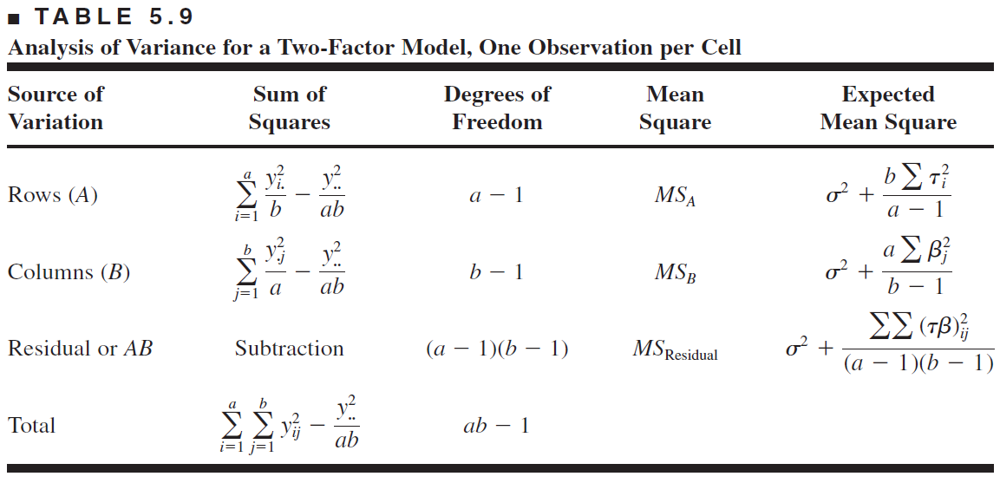 ■ TABLE 5.9
Analysis of Variance for a Two-Factor Model, One Observation per Cell
Source of Variation	Sum of Squares	Degrees of Freedom	Mean Square	Expected Mean Square
Rows (A)	$\sum_{i=1}^{a} \frac{y_{i.}^2}{b} - \frac{y_{..}^2}{ab}$	$a - 1$	$MS_A$	$\sigma^2 + \frac{b \sum \tau_i^2}{a - 1}$
Columns (B)	$\sum_{j=1}^{b} \frac{y_{.j}^2}{a} - \frac{y_{..}^2}{ab}$	$b - 1$	$MS_B$	$\sigma^2 + \frac{a \sum \beta_j^2}{b - 1}$
Residual or AB	Subtraction	$(a - 1)(b - 1)$	$MS_{\text{Residual}}$	$\sigma^2 + \frac{\sum\sum (\tau\beta)_{ij}^2}{(a - 1)(b - 1)}$
Total	$\sum_{i=1}^{a} \sum_{j=1}^{b} y_{ij}^2 - \frac{y_{..}^2}{ab}$	$ab - 1$